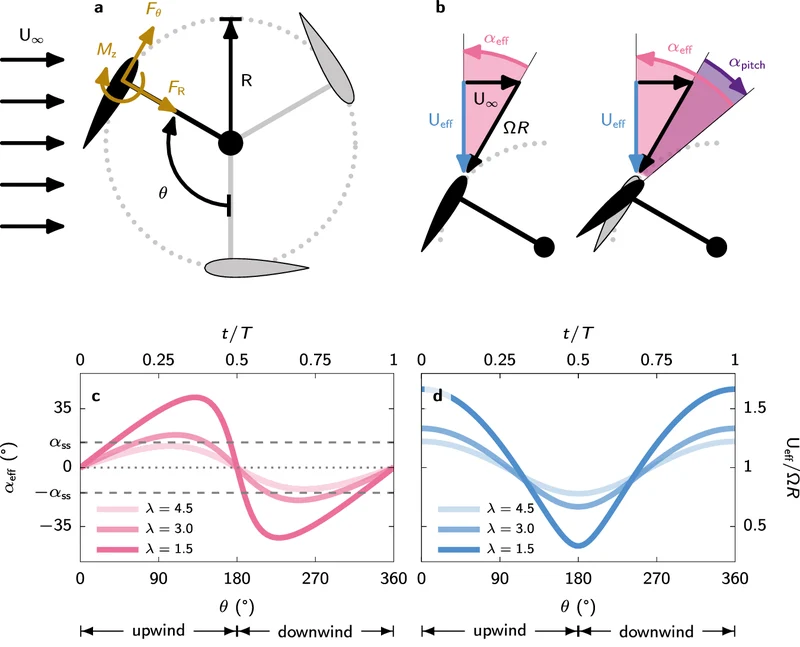 a
U∞
Fθ
Mz
FR
R
θ
b
αeff
U∞
Ueff
ΩR
αeff
αpitch
Ueff
t/T
0 0.25 0.5 0.75 1
c
αeff (°)
35
αss
0
−αss
−35
λ = 4.5
λ = 3.0
λ = 1.5
0 90 180 270 360
θ (°)
upwind downwind
t/T
0 0.25 0.5 0.75 1
d
1.5
1
0.5
Ueff/ΩR
λ = 4.5
λ = 3.0
λ = 1.5
0 90 180 270 360
θ (°)
upwind downwind